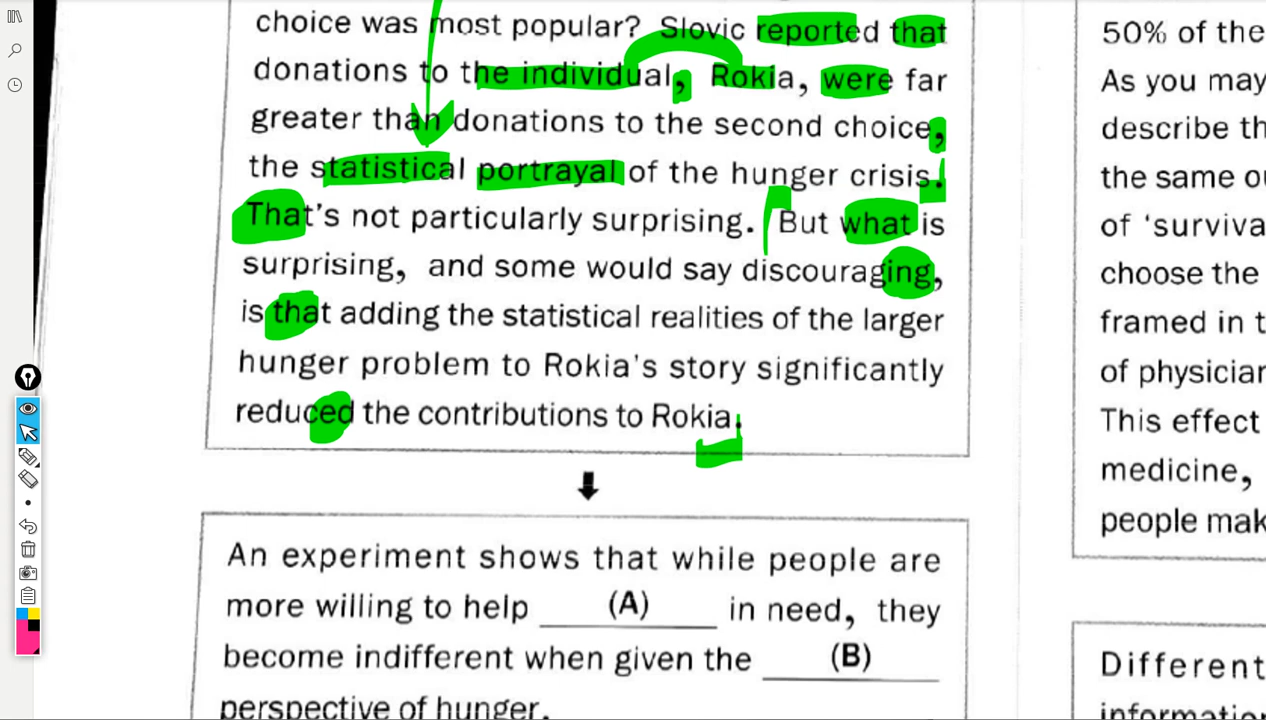 choice was most popular? Slovic reported that
donations to the individual, Rokia, were far
greater than donations to the second choice,
the statistical portrayal of the hunger crisis.
That's not particularly surprising. But what is
surprising, and some would say discouraging,
is that adding the statistical realities of the larger
hunger problem to Rokia's story significantly
reduced the contributions to Rokia.
An experiment shows that while people are
more willing to help (A) in need, they
become indifferent when given the (B)
perspective of hunger.
50% of the
As you may
describe th
the same ou
of 'surviva
choose the
framed in t
of physician
This effect
medicine,
people mak
Different
information